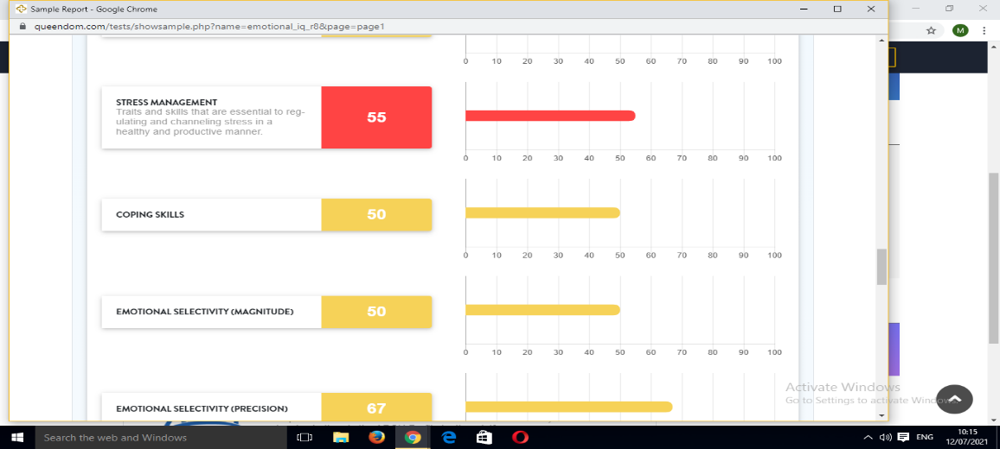 Sample Report - Google Chrome
queendom.com/tests/showsample.php?name=emotional_iq_r8&page=page1
M
0 10 20 30 40 50 60 70 80 90 100
STRESS MANAGEMENT
Traits and skills that are essential to reg-
ulating and channeling stress in a
healthy and productive manner.
55
0 10 20 30 40 50 60 70 80 90 100
COPING SKILLS
50
0 10 20 30 40 50 60 70 80 90 100
EMOTIONAL SELECTIVITY (MAGNITUDE)
50
0 10 20 30 40 50 60 70 80 90 100
EMOTIONAL SELECTIVITY (PRECISION)
67
Activate Windows
Go to Settings to activate Windows.
Search the web and Windows
ENG
10:15
12/07/2021